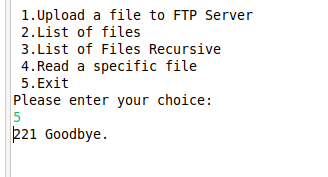 1.Upload a file to FTP Server
2.List of files
3.List of Files Recursive
4.Read a specific file
5.Exit
Please enter your choice:
5
221 Goodbye.